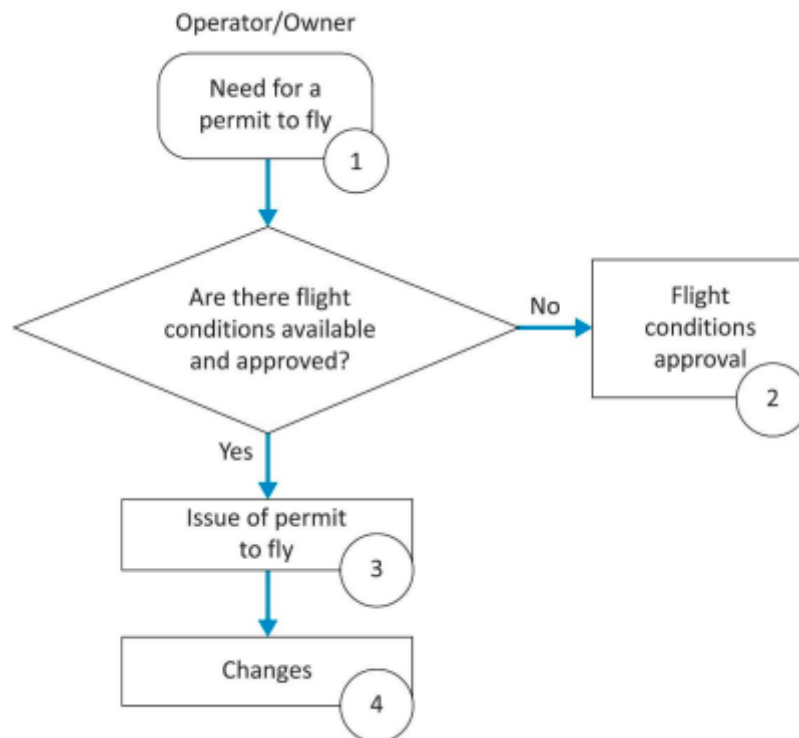 Operator/Owner
Need for a
permit to fly
1
Are there flight
conditions available
and approved?
No
Flight
conditions
approval
2
Yes
Issue of permit
to fly
3
Changes
4